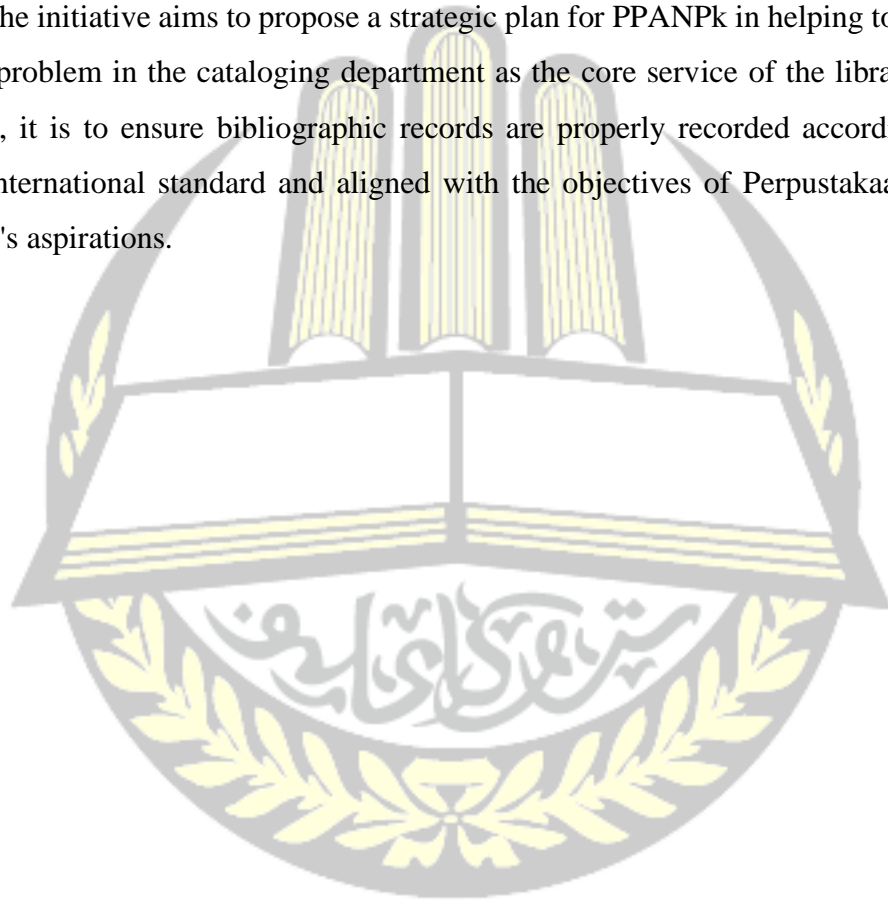 he initiative aims to propose a strategic plan for PPANPk in helping to
problem in the cataloging department as the core service of the libra
, it is to ensure bibliographic records are properly recorded accordi
nternational standard and aligned with the objectives of Perpustakaa
's aspirations.